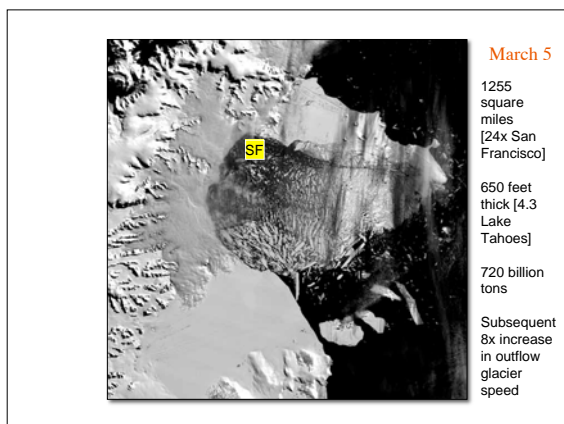 March 5
SF
1255
square
miles
[24x San
Francisco]
650 feet
thick [4.3
Lake
Tahoes]
720 billion
tons
Subsequent
8x increase
in outflow
glacier
speed